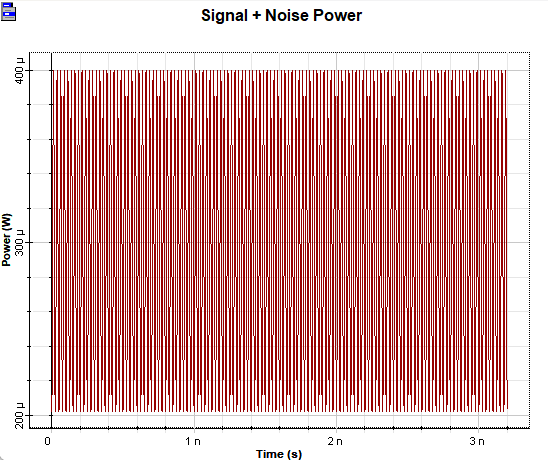 Signal + Noise Power
400 µ
300 µ
200 µ
Power (W)
0
1 n
2 n
3 n
Time (s)